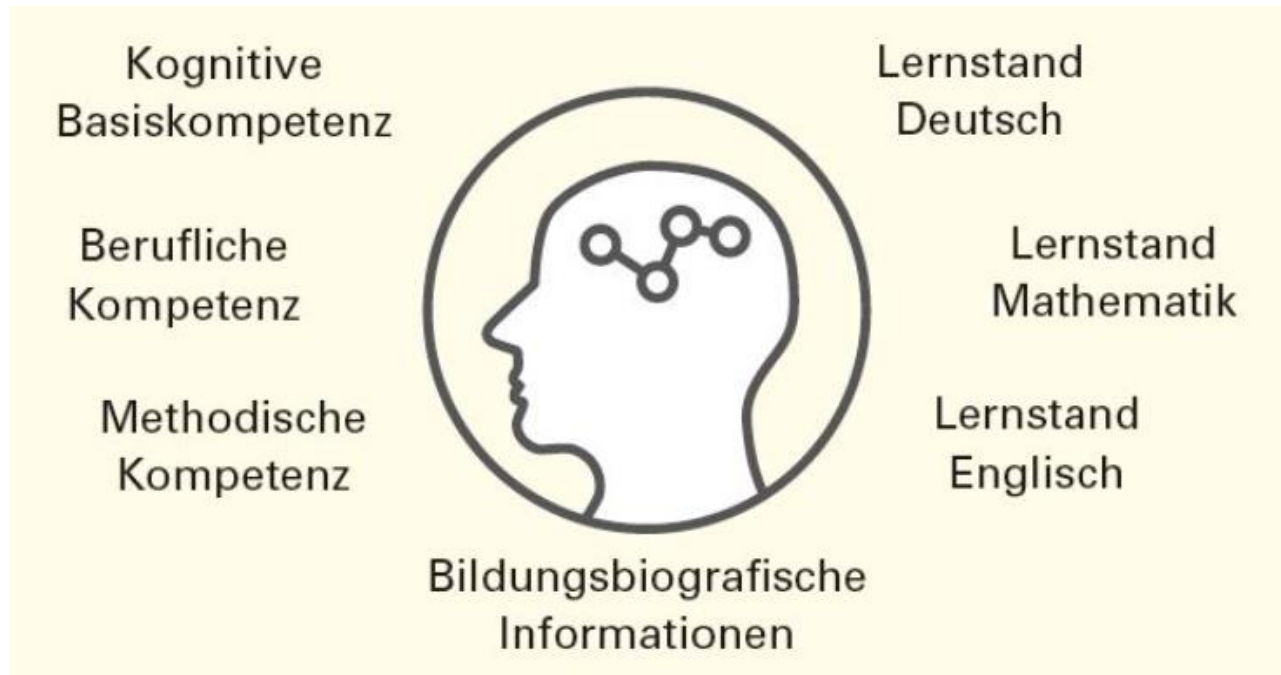 Kognitive
Basiskompetenz
Berufliche
Kompetenz
Methodische
Kompetenz
Lernstand
Deutsch
Lernstand
Mathematik
Lernstand
Englisch
Bildungsbiografische
Informationen